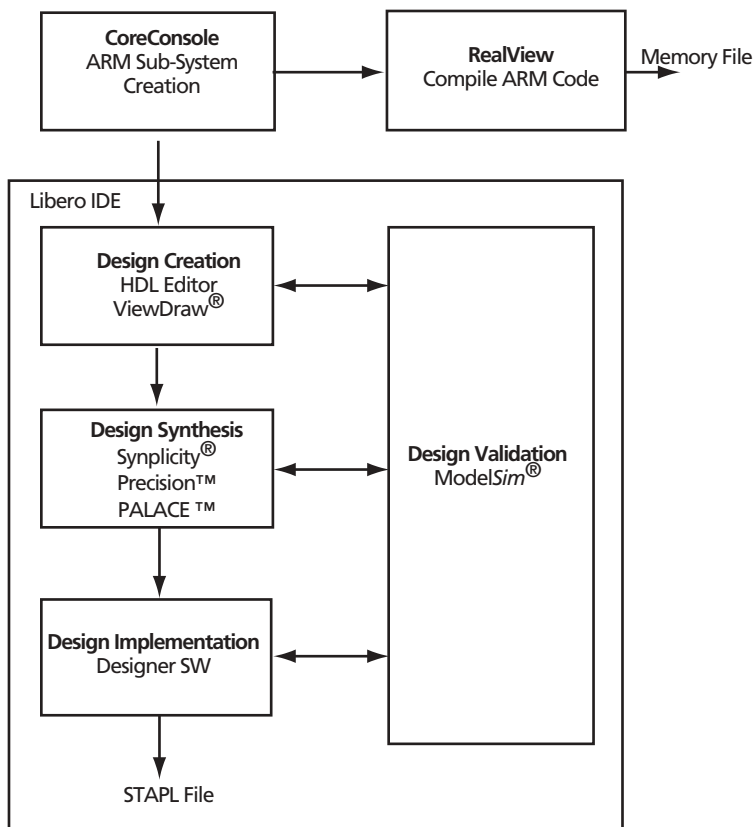 CoreConsole
ARM Sub-System
Creation
RealView
Compile ARM Code
Memory File
Libero IDE
Design Creation
HDL Editor
ViewDraw®
Design Synthesis
Synplicity®
Precision™
PALACE ™
Design Validation
ModelSim®
Design Implementation
Designer SW
STAPL File